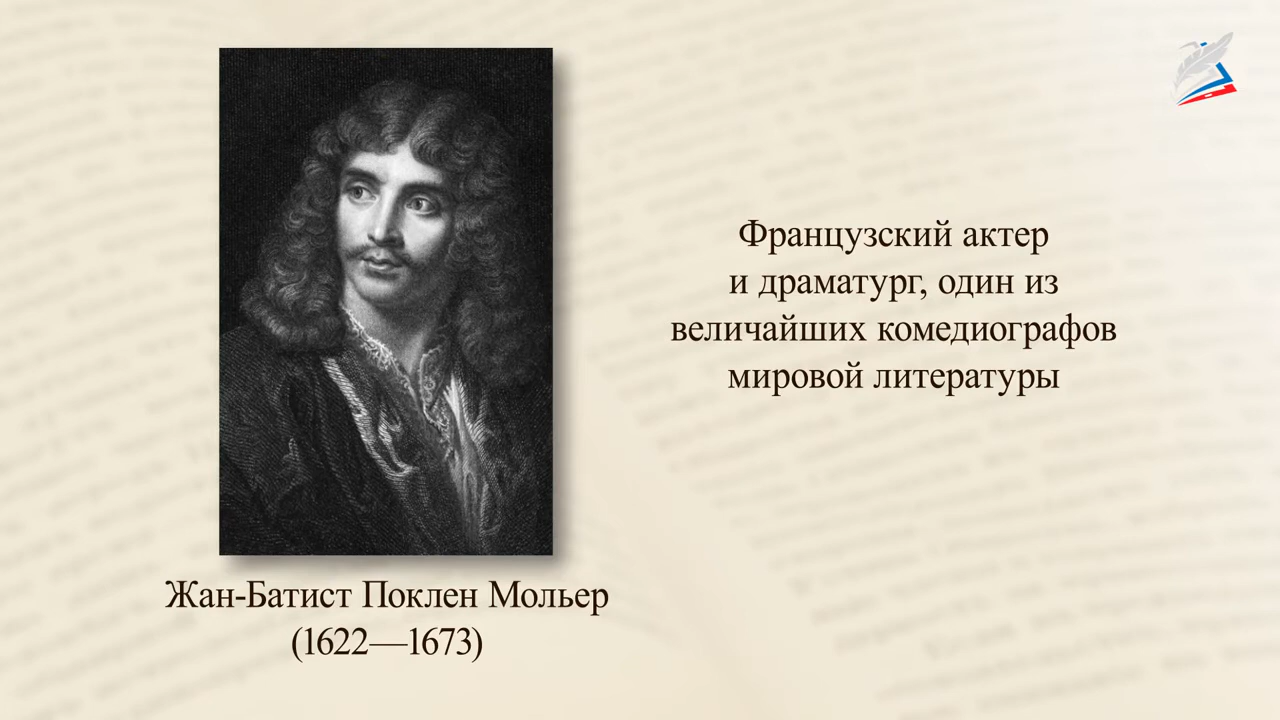 Французский актер
и драматург, один из
величайших комедиографов
мировой литературы
Жан-Батист Поклен Мольер
(1622—1673)